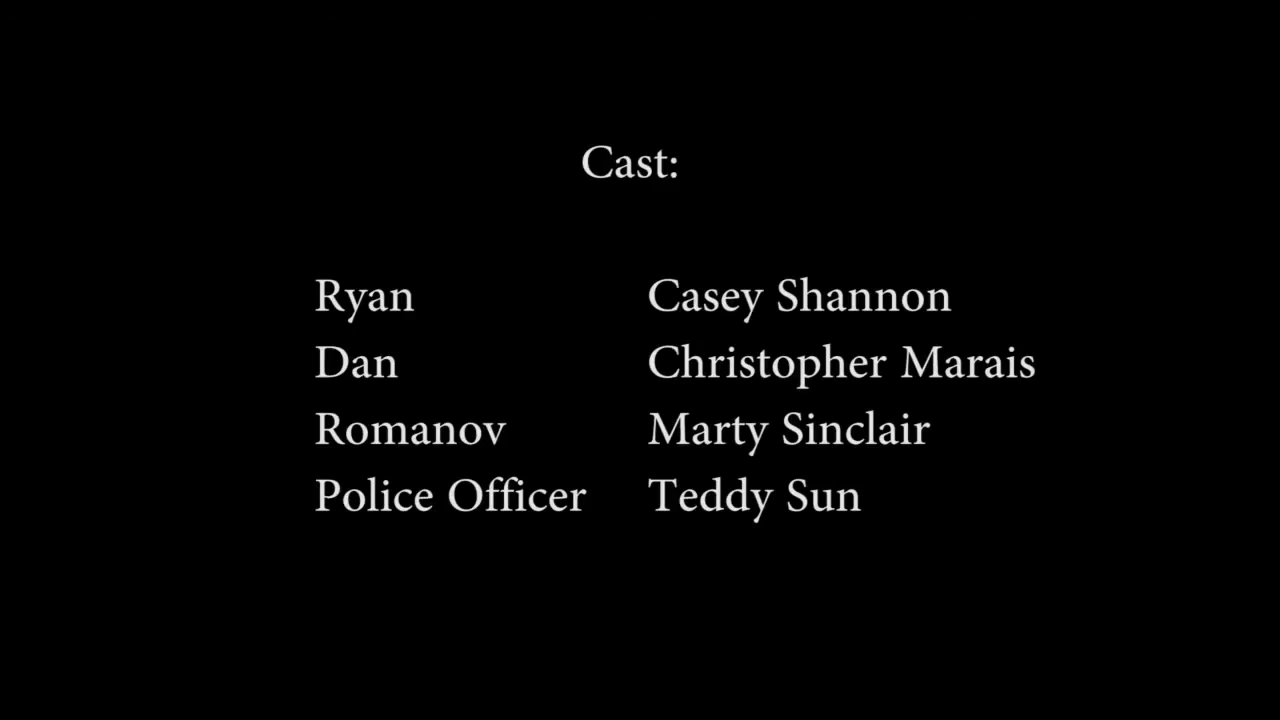 Cast:
Ryan Casey Shannon
Dan Christopher Marais
Romanov Marty Sinclair
Police Officer Teddy Sun